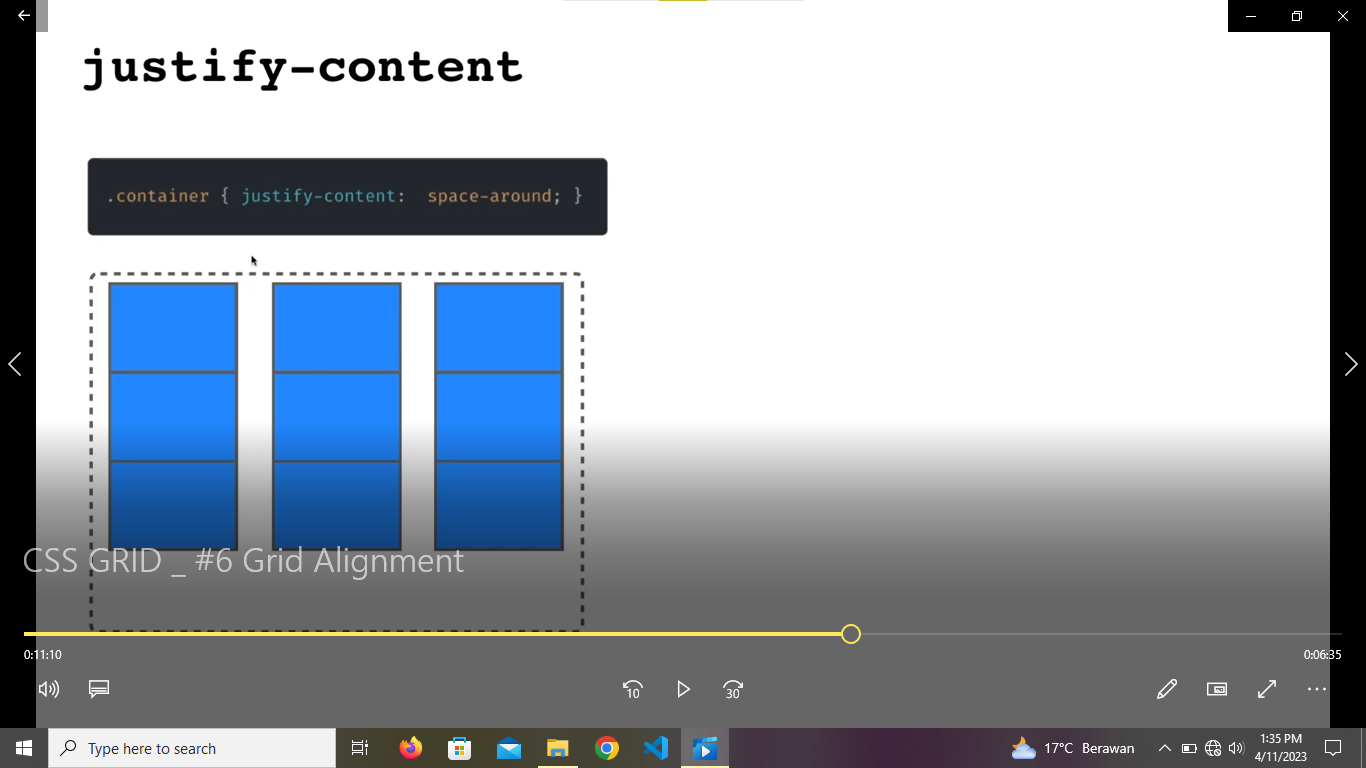 justify-content
.container { justify-content: space-around; }
CSS GRID _ #6 Grid Alignment
0:11:10
0:06:35
10
30
Type here to search
17°C Berawan
1:35 PM
4/11/2023